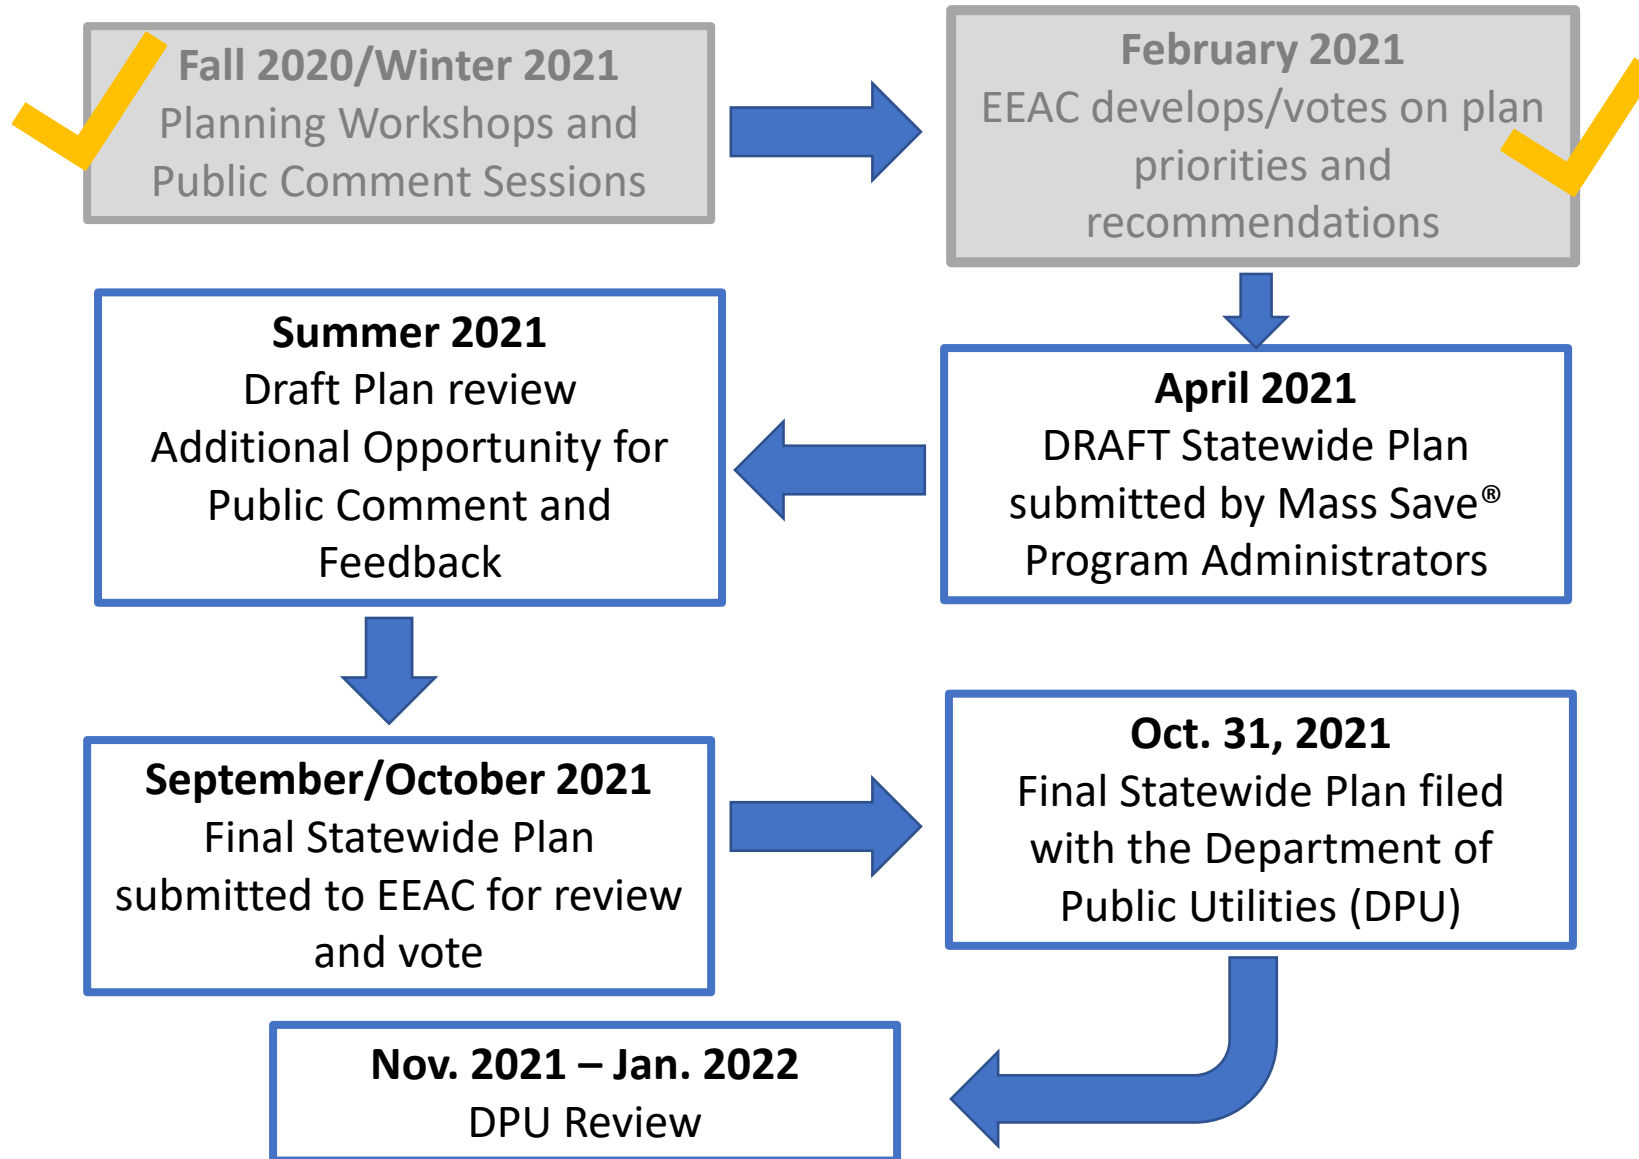 Fall 2020/Winter 2021
Planning Workshops and
Public Comment Sessions
February 2021
EEAC develops/votes on plan
priorities and
recommendations
April 2021
DRAFT Statewide Plan
submitted by Mass Save®
Program Administrators
Summer 2021
Draft Plan review
Additional Opportunity for
Public Comment and
Feedback
September/October 2021
Final Statewide Plan
submitted to EEAC for review
and vote
Oct. 31, 2021
Final Statewide Plan filed
with the Department of
Public Utilities (DPU)
Nov. 2021 – Jan. 2022
DPU Review